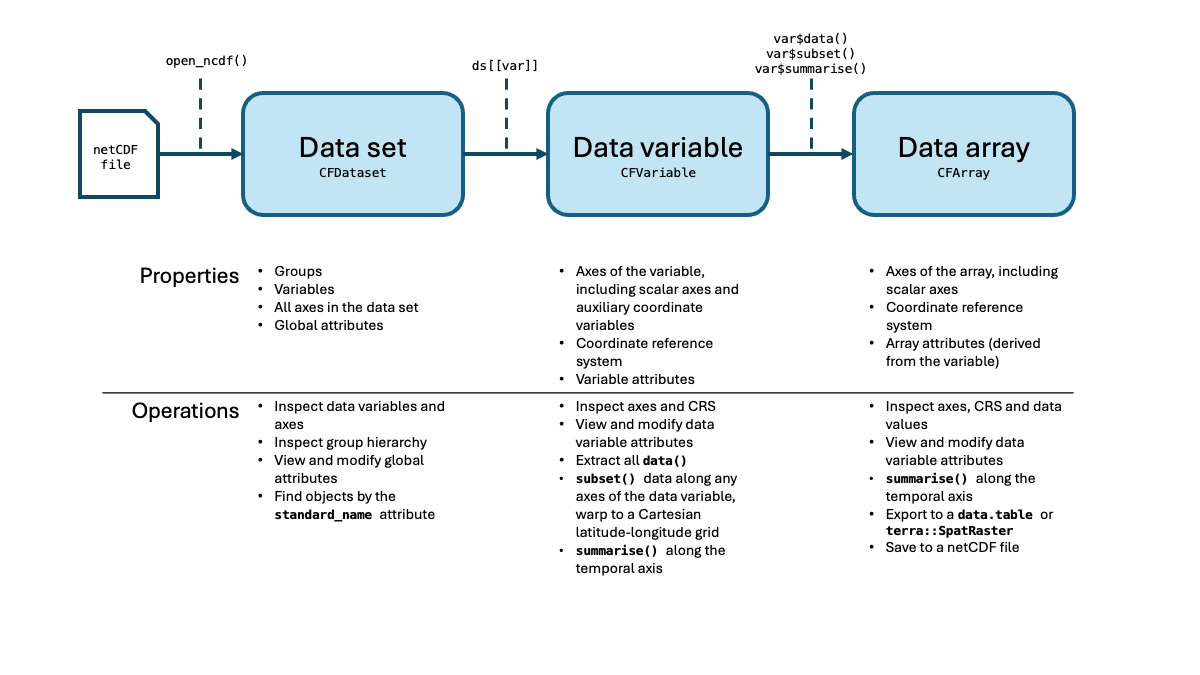 open_ncdf()
ds[[var]]
var$data()
var$subset()
var$summarise()
netCDF
file
Data set
CFDataset
Data variable
CFVariable
Data array
CFArray
Properties
• Groups
• Variables
• All axes in the data set
• Global attributes
• Axes of the variable,
including scalar axes and
auxiliary coordinate
variables
• Coordinate reference
system
• Variable attributes
• Axes of the array, including
scalar axes
• Coordinate reference
system
• Array attributes (derived
from the variable)
Operations
• Inspect data variables and
axes
• Inspect group hierarchy
• View and modify global
attributes
• Find objects by the
standard_name attribute
• Inspect axes and CRS
• View and modify data
variable attributes
• Extract all data()
• subset() data along any
axes of the data variable,
warp to a Cartesian
latitude-longitude grid
• summarise() along the
temporal axis
• Inspect axes, CRS and data
values
• View and modify data
variable attributes
• summarise() along the
temporal axis
• Export to a data.table or
terra::SpatRaster
• Save to a netCDF file